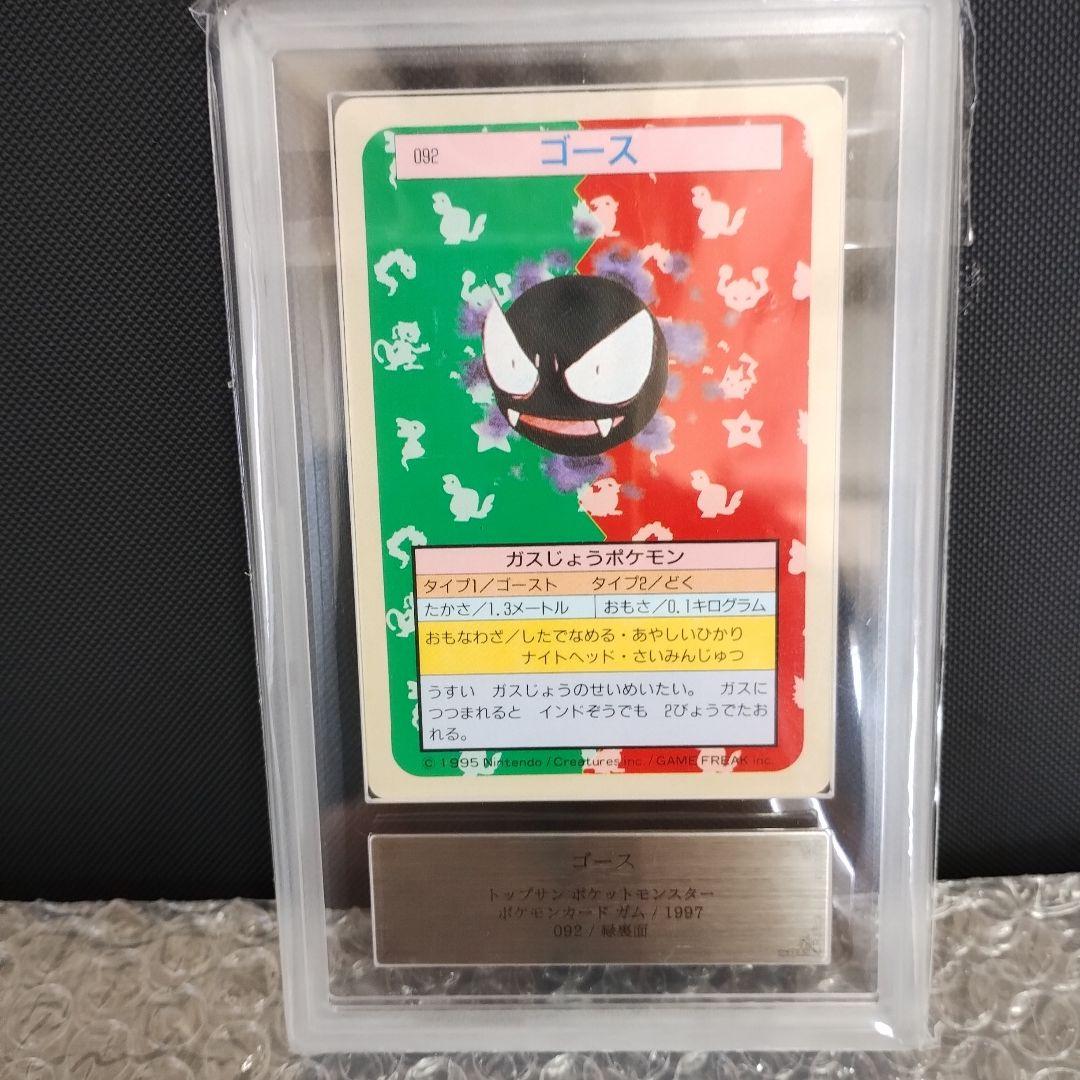 092 ゴース
ガスじょうポケモン
タイプ1/ゴースト タイプ2/どく
たかさ/1.3メートル おもさ/0.1キログラム
おもなわざ/したでなめる・あやしいひかり
ナイトヘッド・さいみんじゅつ
うすい ガスじょうのせいめいたい。 ガスに
つつまれると インドぞうでも 2びょうでたお
れる。
© 1995 Nintendo / Creatures inc. / GAME FREAK inc.
ゴース
トップサン ポケットモンスター
ポケモンカード ガム / 1997
092 / 緑裏面